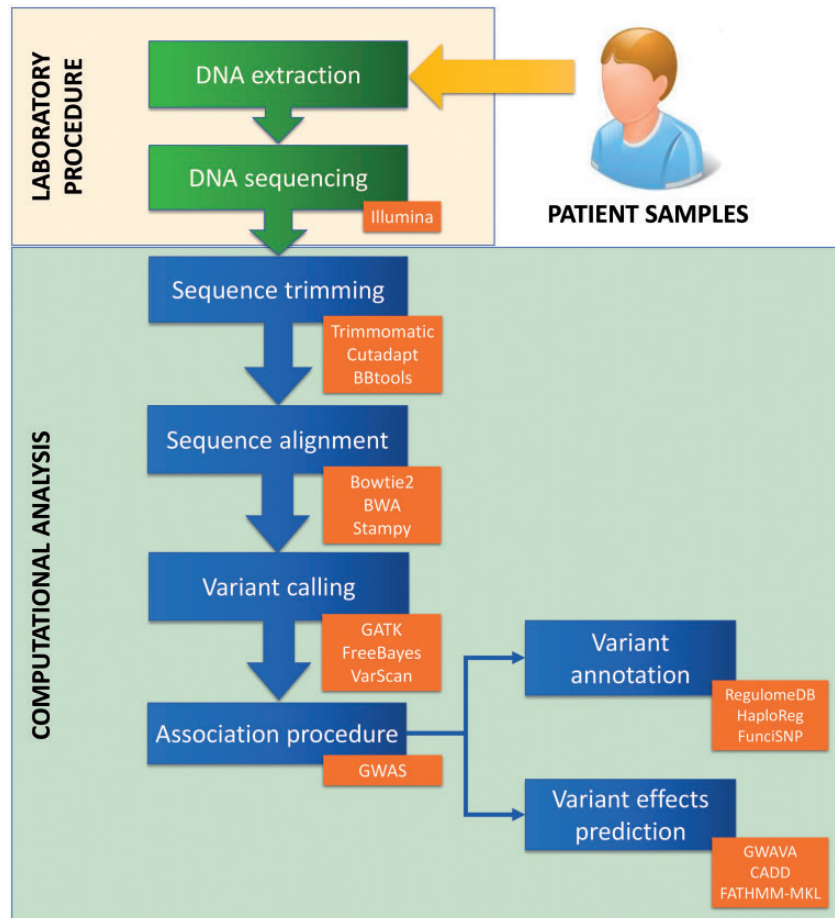 LABORATORY
PROCEDURE
DNA extraction
DNA sequencing
Illumina
PATIENT SAMPLES
COMPUTATIONAL ANALYSIS
Sequence trimming
Trimmomatic
Cutadapt
BBtools
Sequence alignment
Bowtie2
BWA
Stampy
Variant calling
GATK
FreeBayes
VarScan
Association procedure
GWAS
Variant
annotation
RegulomeDB
HaploReg
FunciSNP
Variant effects
prediction
GWAVA
CADD
FATHMM-MKL